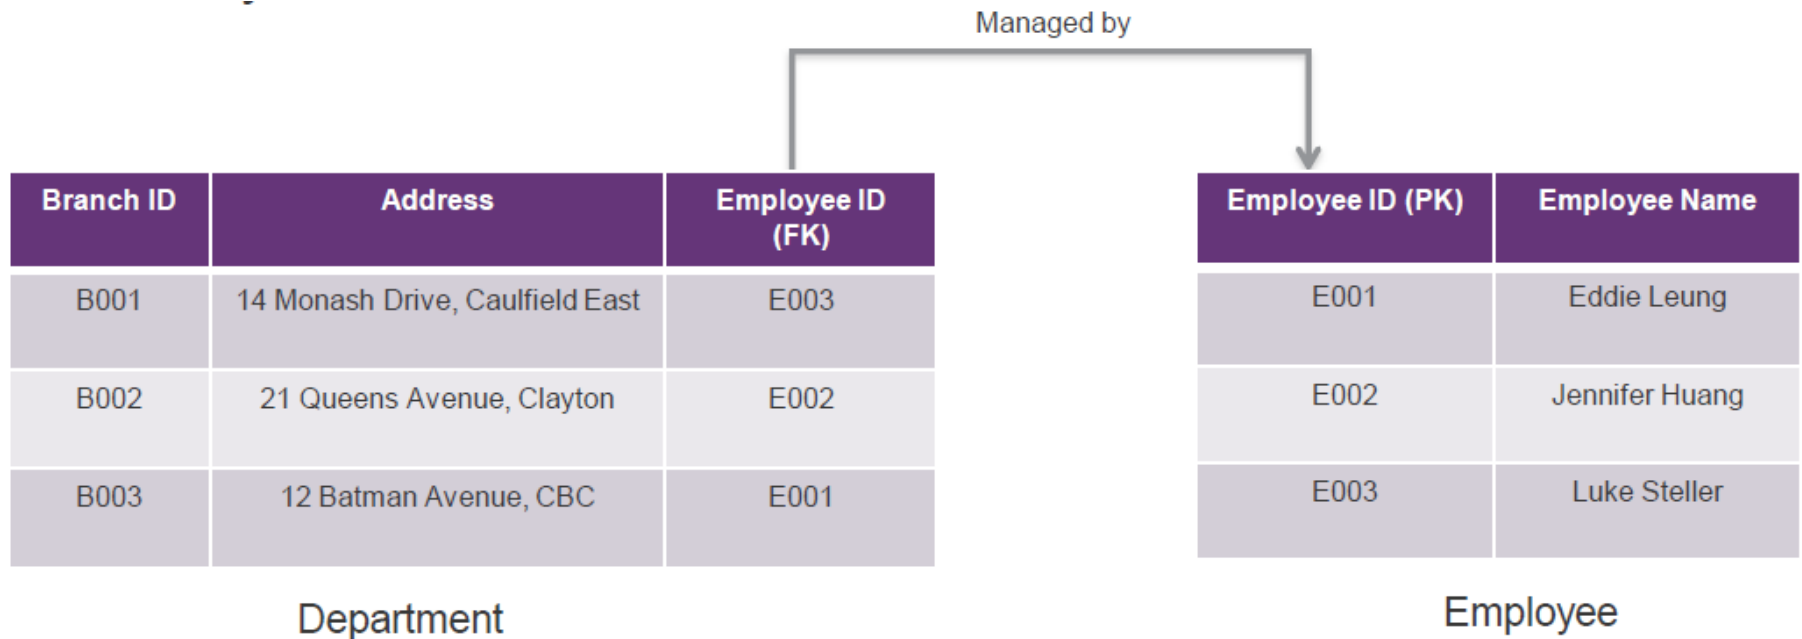 Managed by
Branch ID Address Employee ID
(FK)
B001 14 Monash Drive, Caulfield East E003
B002 21 Queens Avenue, Clayton E002
B003 12 Batman Avenue, CBC E001
Department
Employee ID (PK) Employee Name
E001 Eddie Leung
E002 Jennifer Huang
E003 Luke Steller
Employee